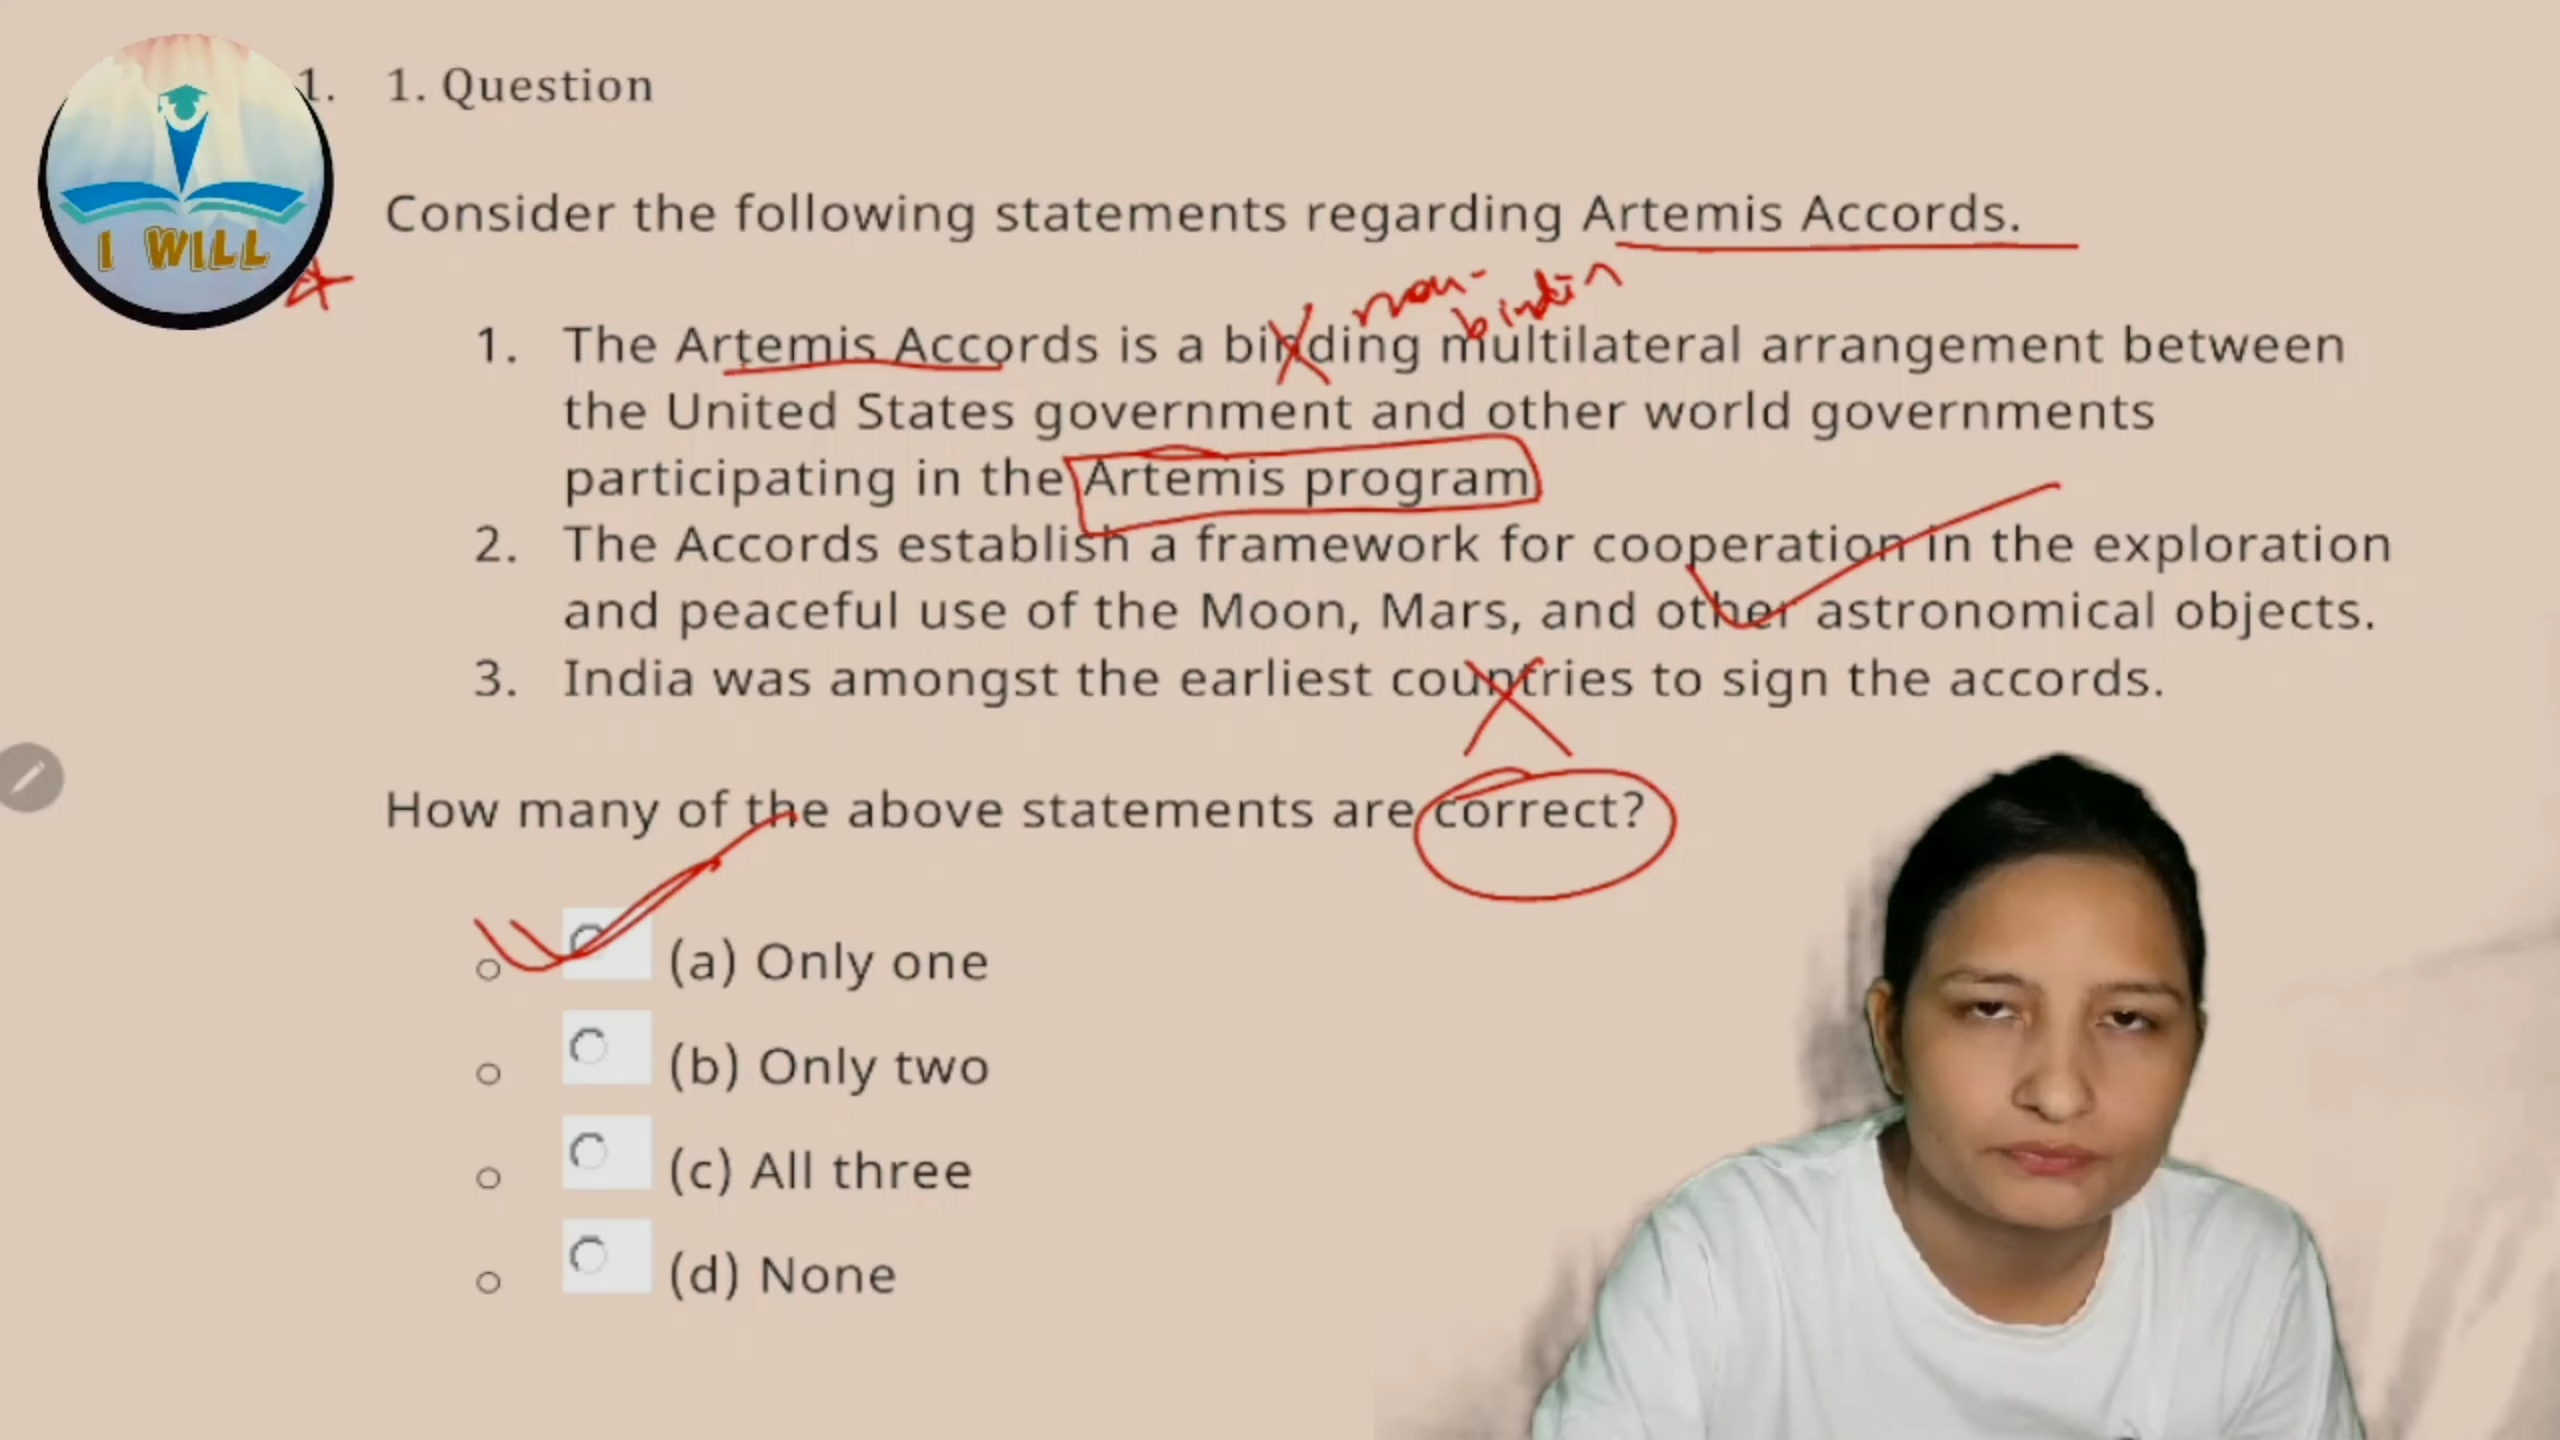 I WILL
1. 1. Question
Consider the following statements regarding Artemis Accords.
non-
bindin
1. The Artemis Accords is a binding multilateral arrangement between
the United States government and other world governments
participating in the Artemis program
2. The Accords establish a framework for cooperation in the exploration
and peaceful use of the Moon, Mars, and other astronomical objects.
3. India was amongst the earliest countries to sign the accords.
How many of the above statements are correct?
(a) Only one
(b) Only two
(c) All three
(d) None